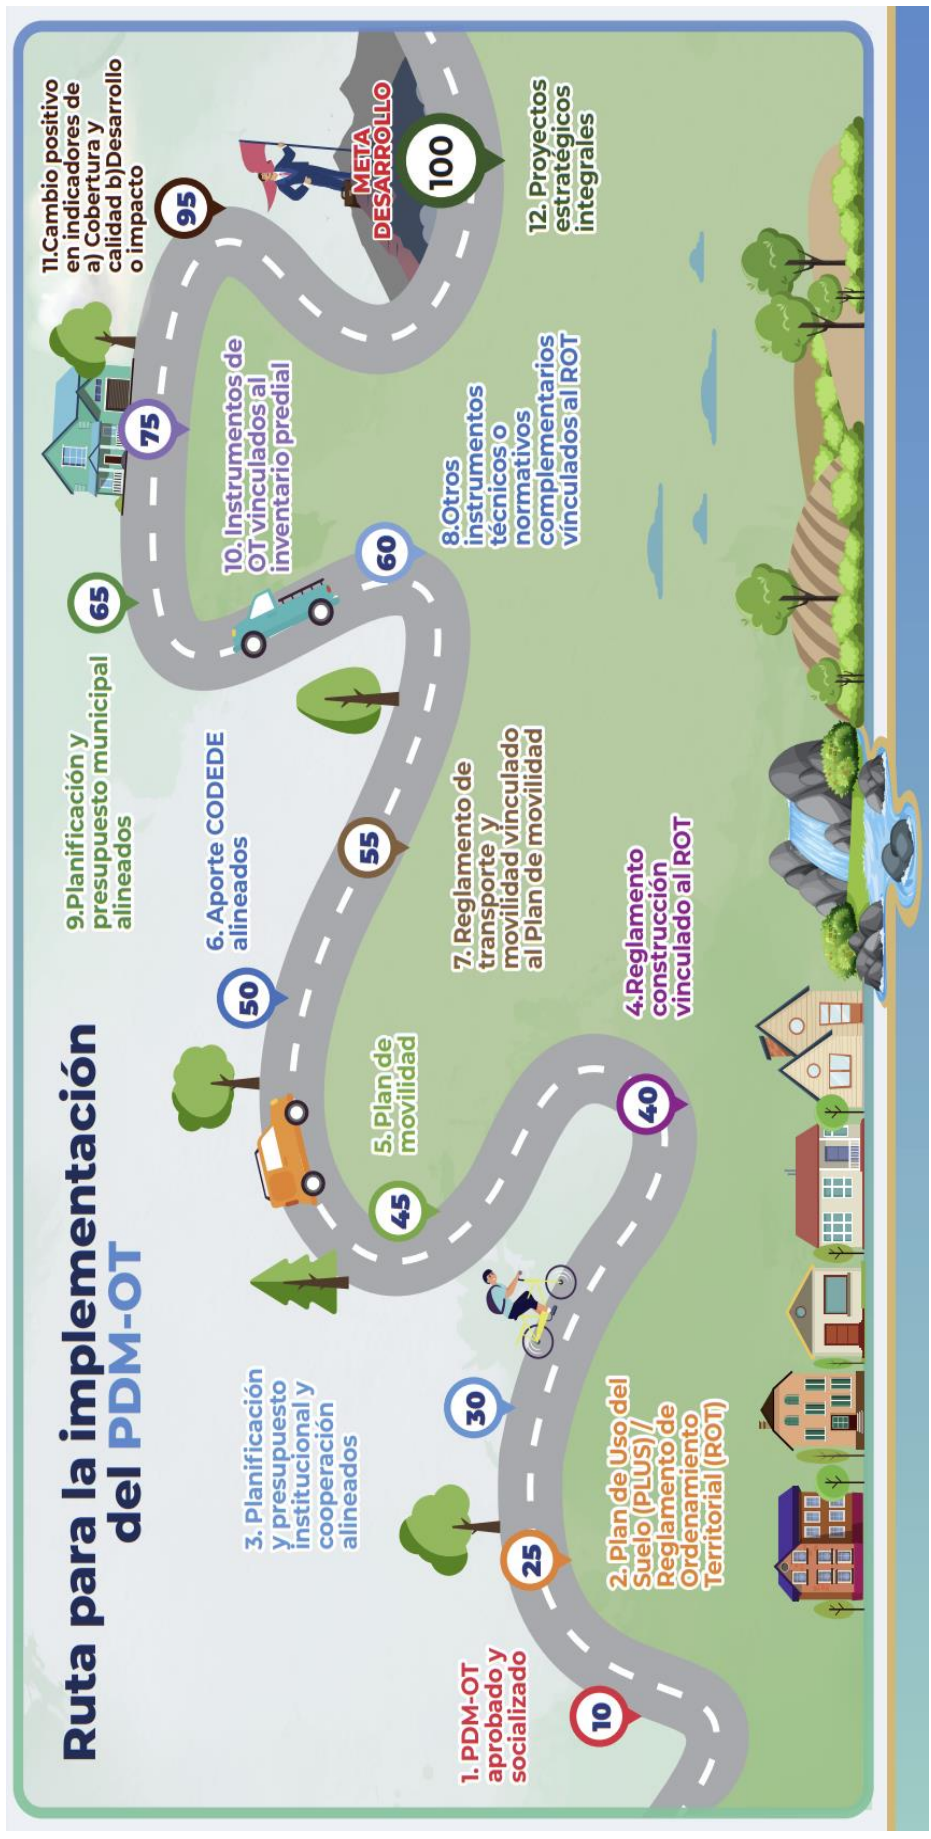 Ruta para la implementación
del PDM-OT
10
1. PDM-OT
aprobado y
socializado
25
2. Plan de Uso del
Suelo (PLUS) /
Reglamento de
Ordenamiento
Territorial (ROT)
30
3. Planificación
y presupuesto
institucional y
cooperación
alineados
40
4.Reglamento
construcción
vinculado al ROT
45
5. Plan de
movilidad
50
6. Aporte CODEDE
alineados
55
7. Reglamento de
transporte y
movilidad vinculado
al Plan de movilidad
60
8.Otros
instrumentos
técnicos o
normativos
complementarios
vínculados al ROT
65
9.Planificación y
presupuesto municipal
alineados
75
10. Instrumentos de
OT vinculados al
inventario predial
95
11.Cambio positivo
en indicadores de
a) Cobertura y
calidad b)Desarrollo
o impacto
META
DESARROLLO
100
12. Proyectos
estratégicos
integrales